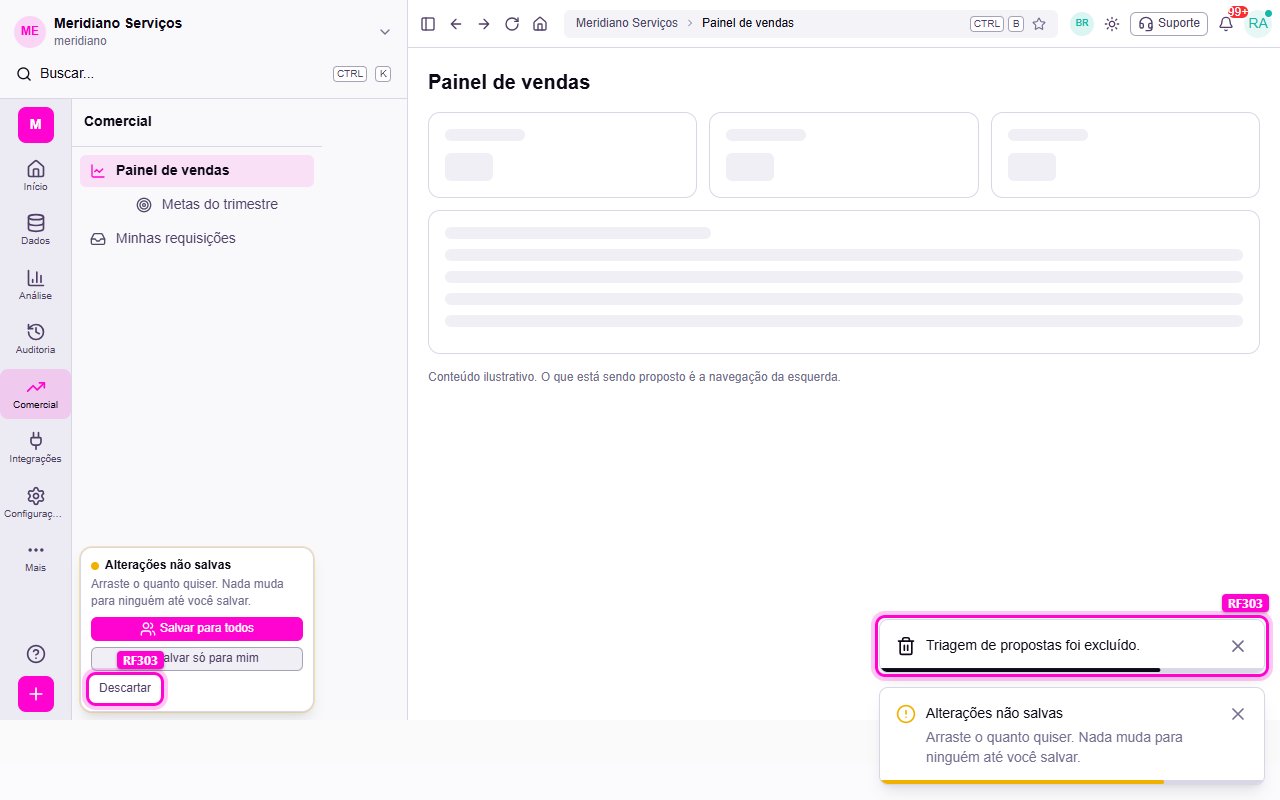 ME
Meridiano Serviços
meridiano
Buscar...
CTRL K
Meridiano Serviços > Painel de vendas
CTRL B
BR
Suporte
99+
RA
M
Início
Dados
Análise
Auditoria
Comercial
Integrações
Configuraç...
Mais
Comercial
Painel de vendas
Metas do trimestre
Minhas requisições
Alterações não salvas
Arraste o quanto quiser. Nada muda
para ninguém até você salvar.
Salvar para todos
alvar só para mim
RF303
Descartar
Painel de vendas
Conteúdo ilustrativo. O que está sendo proposto é a navegação da esquerda.
RF303
Triagem de propostas foi excluído.
Alterações não salvas
Arraste o quanto quiser. Nada muda para
ninguém até você salvar.